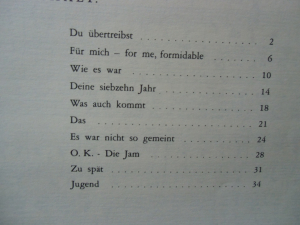 Du übertreibst . . . . . . . . . . . . . . 2
Für mich – for me, formidable . . . . . . 6
Wie es war . . . . . . . . . . . . . . . 10
Deine siebzehn Jahr . . . . . . . . . . 14
Was auch kommt . . . . . . . . . . . . 18
Das . . . . . . . . . . . . . . . . . . 21
Es war nicht so gemeint . . . . . . . . 24
O. K. - Die Jam . . . . . . . . . . . . 28
Zu spät . . . . . . . . . . . . . . . . 31
Jugend . . . . . . . . . . . . . . . . 34